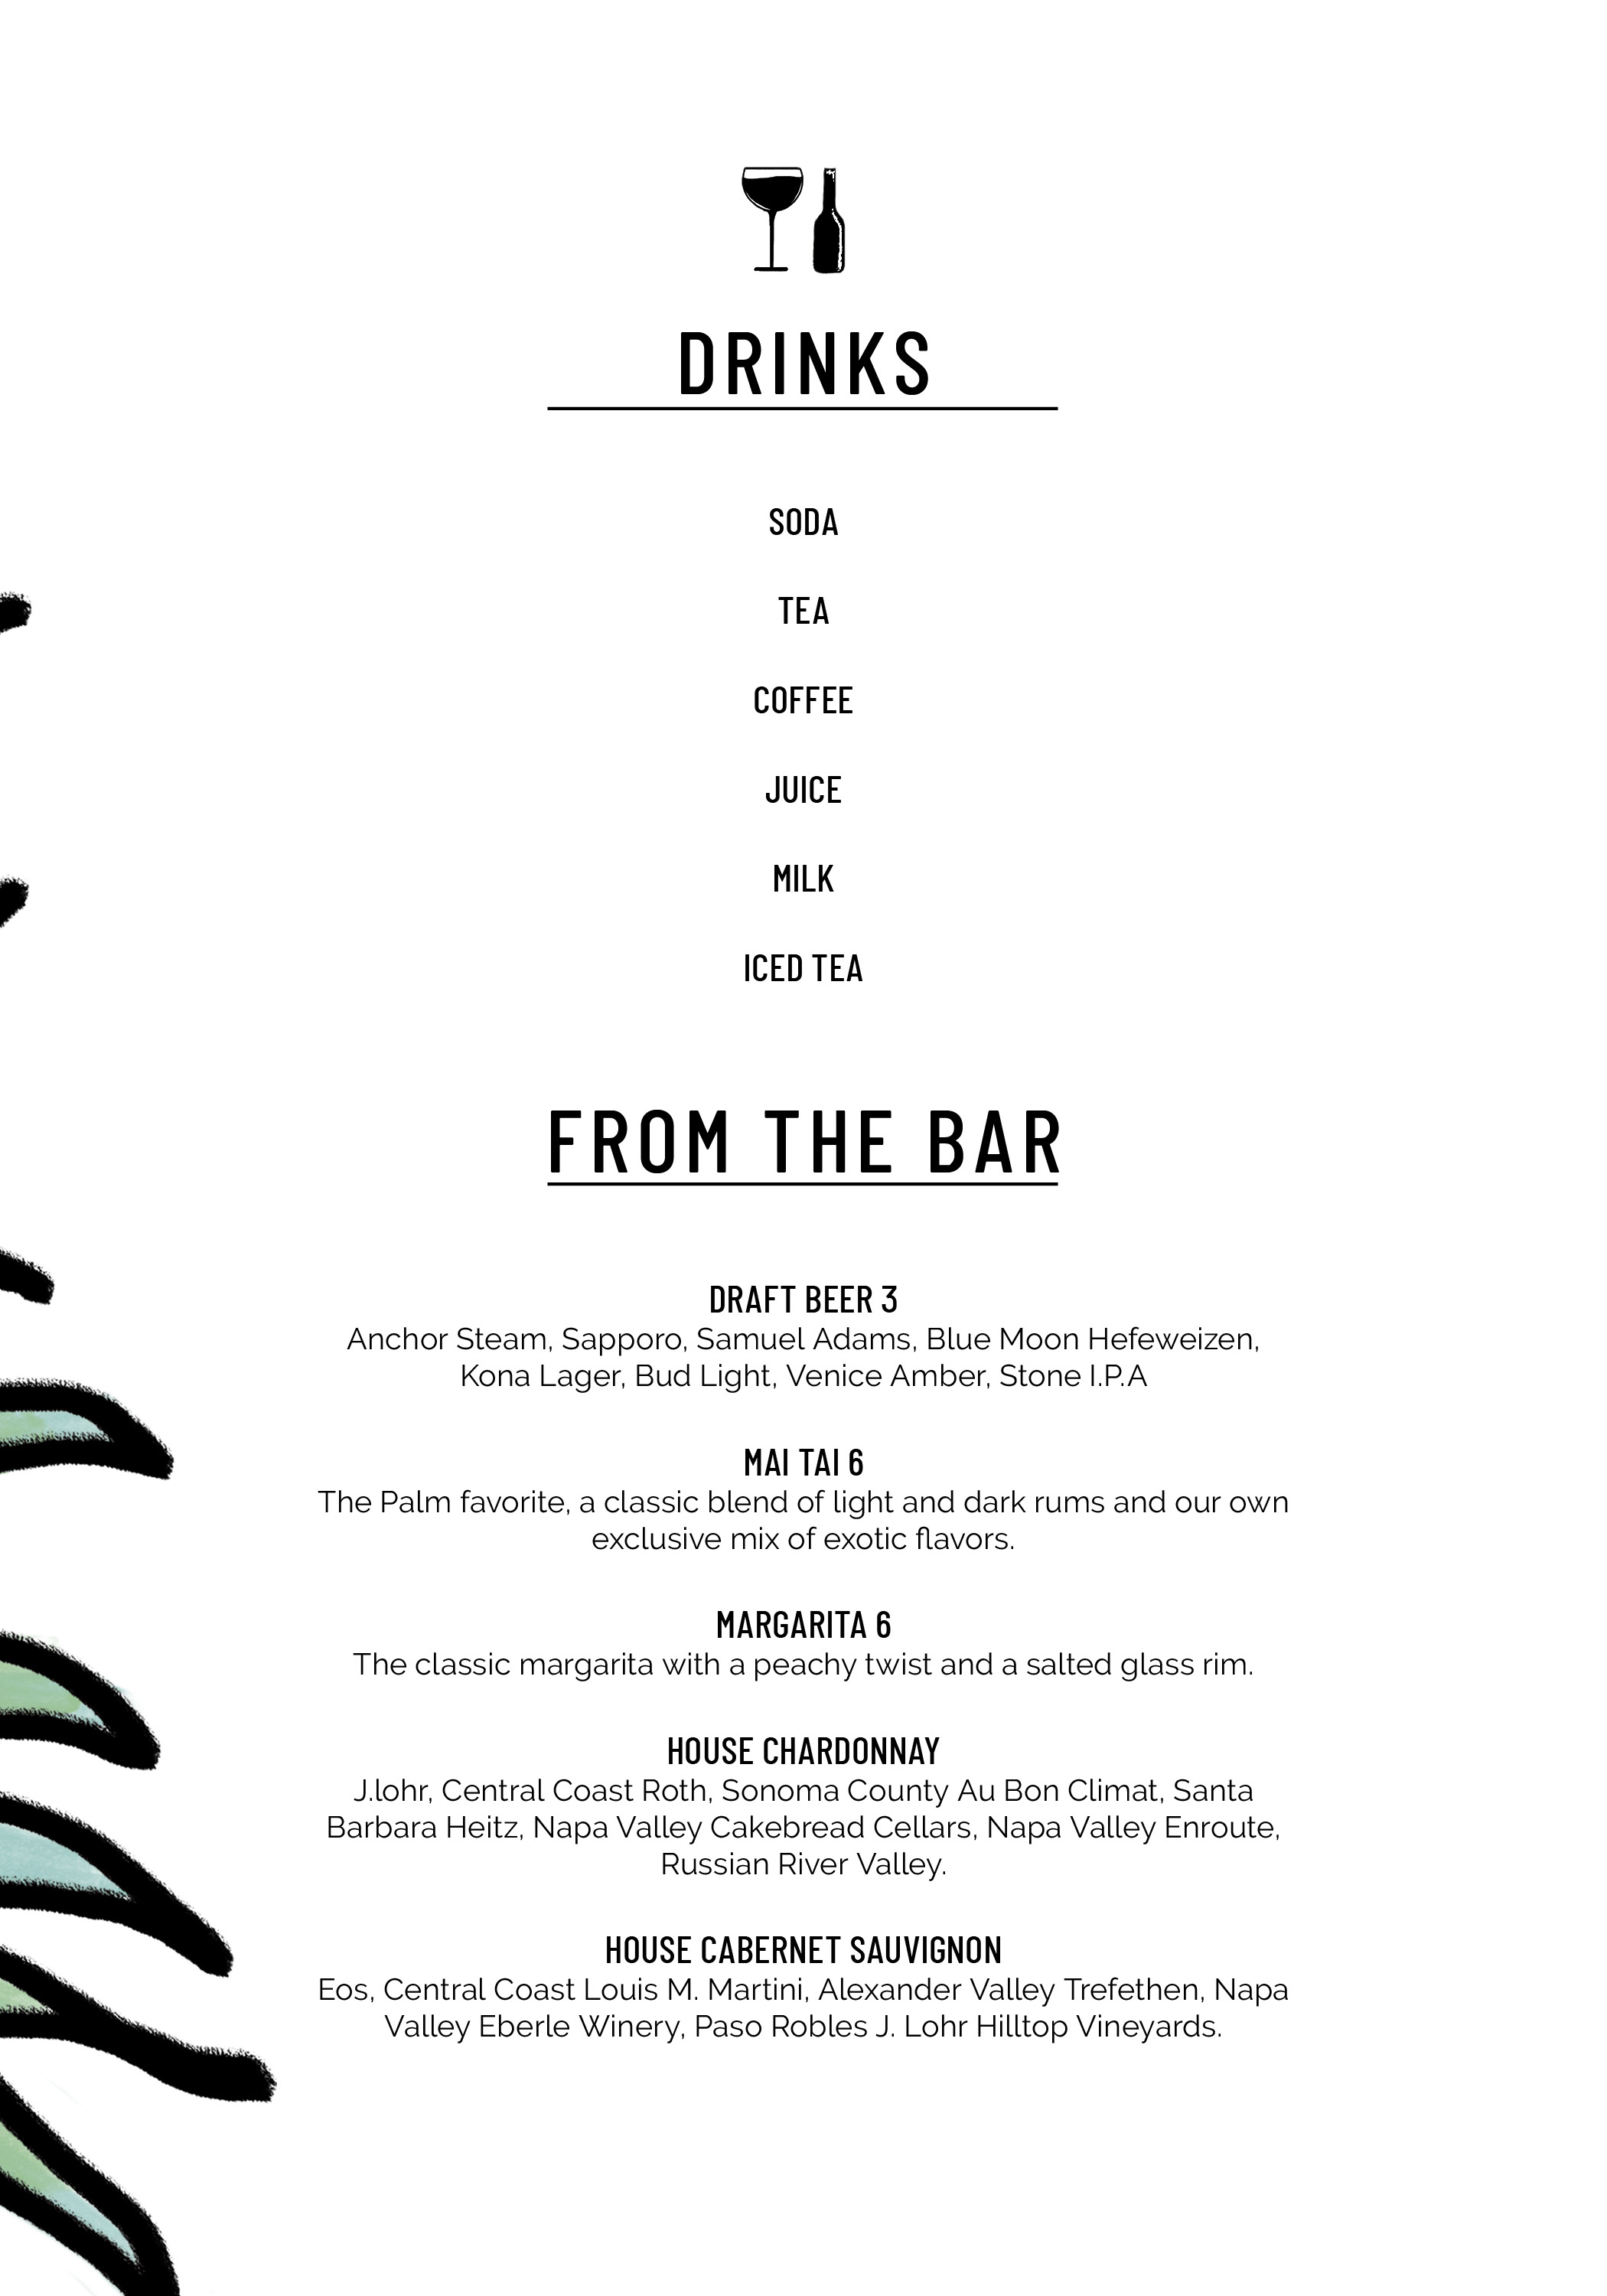 DRINKS
SODA
TEA
COFFEE
JUICE
MILK
ICED TEA
FROM THE BAR
DRAFT BEER 3
Anchor Steam, Sapporo, Samuel Adams, Blue Moon Hefeweizen,
Kona Lager, Bud Light, Venice Amber, Stone I.P.A
MAI TAI 6
The Palm favorite, a classic blend of light and dark rums and our own
exclusive mix of exotic flavors.
MARGARITA 6
The classic margarita with a peachy twist and a salted glass rim.
HOUSE CHARDONNAY
J.lohr, Central Coast Roth, Sonoma County Au Bon Climat, Santa
Barbara Heitz, Napa Valley Cakebread Cellars, Napa Valley Enroute,
Russian River Valley.
HOUSE CABERNET SAUVIGNON
Eos, Central Coast Louis M. Martini, Alexander Valley Trefethen, Napa
Valley Eberle Winery, Paso Robles J. Lohr Hilltop Vineyards.